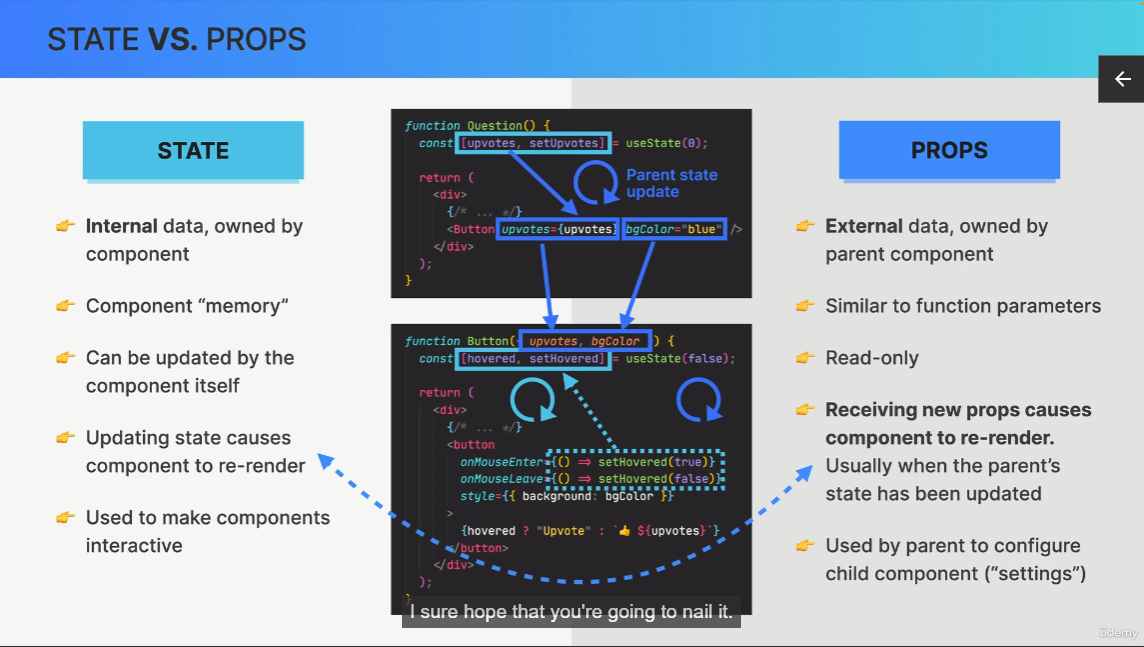 STATE VS. PROPS
STATE
👉 Internal data, owned by
component
👉 Component “memory”
👉 Can be updated by the
component itself
👉 Updating state causes
component to re-render
👉 Used to make components
interactive
function Question() {
const [upvotes, setUpvotes] = useState(0);
return (
<div>
{/* ... */}
<Button upvotes={upvotes} bgColor="blue" />
</div>
);
}
Parent state
update
function Button({ upvotes, bgColor }) {
const [hovered, setHovered] = useState(false);
return (
<div>
{/* ... */}
<button
onMouseEnter={() => setHovered(true)}
onMouseLeave={() => setHovered(false)}
style={{ background: bgColor }}
>
{hovered ? "Upvote" : `👍 ${upvotes}`}
</button>
</div>
);
}
I sure hope that you're going to nail it.
PROPS
👉 External data, owned by
parent component
👉 Similar to function parameters
👉 Read-only
👉 Receiving new props causes
component to re-render.
Usually when the parent’s
state has been updated
👉 Used by parent to configure
child component (“settings”)
ûdemy